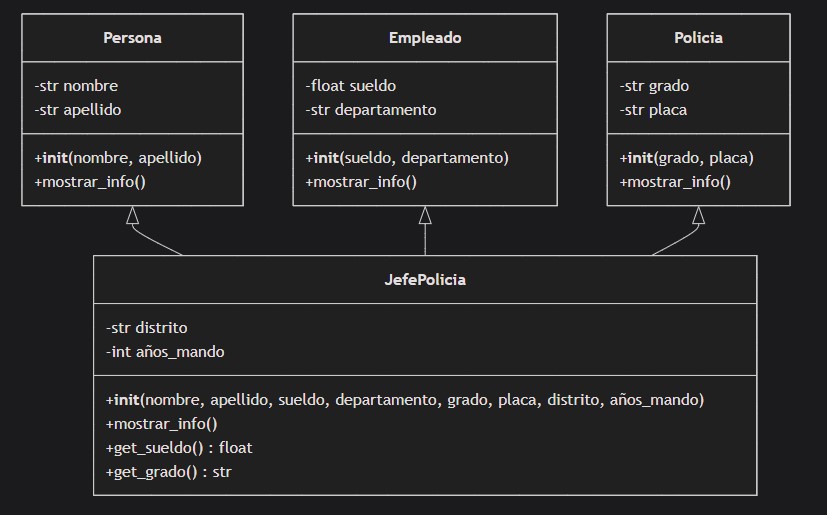 Persona
-str nombre
-str apellido
+init(nombre, apellido)
+mostrar_info()
Empleado
-float sueldo
-str departamento
+init(sueldo, departamento)
+mostrar_info()
Policia
-str grado
-str placa
+init(grado, placa)
+mostrar_info()
JefePolicia
-str distrito
-int años_mando
+init(nombre, apellido, sueldo, departamento, grado, placa, distrito, años_mando)
+mostrar_info()
+get_sueldo() : float
+get_grado() : str